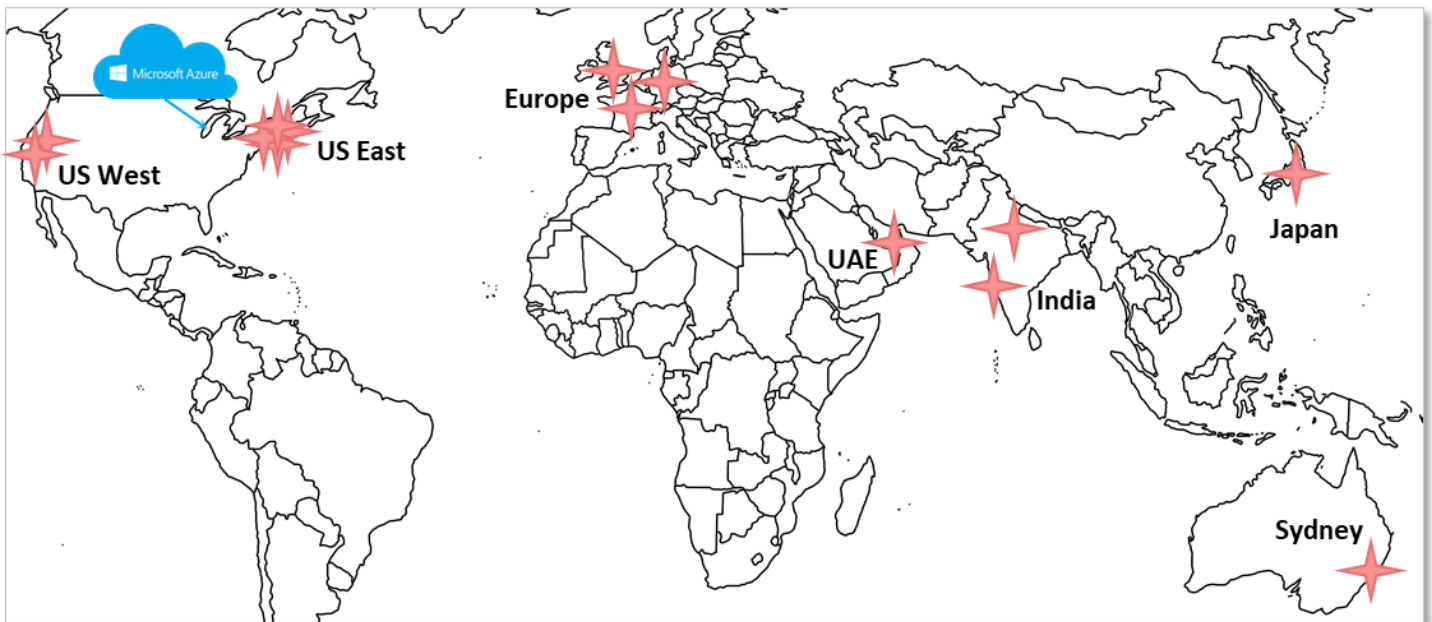 Microsoft Azure
Europe
US East
US West
Japan
UAE
India
Sydney